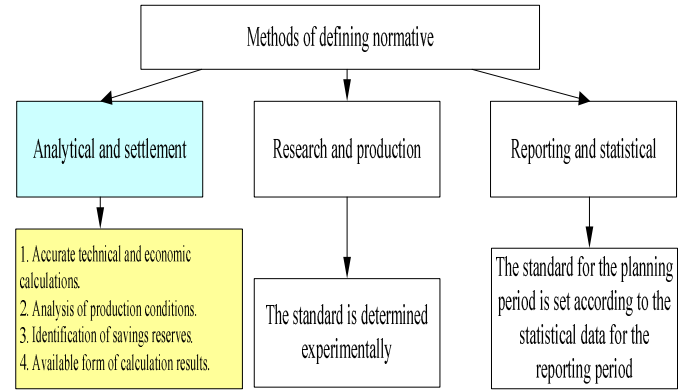 Methods of defining normative
Analytical and settlement
Research and production
Reporting and statistical
1. Accurate technical and economic
calculations.
2. Analysis of production conditions.
3. Identification of savings reserves.
4. Available form of calculation results.
The standard is determined
experimentally
The standard for the planning
period is set according to the
statistical data for the
reporting period